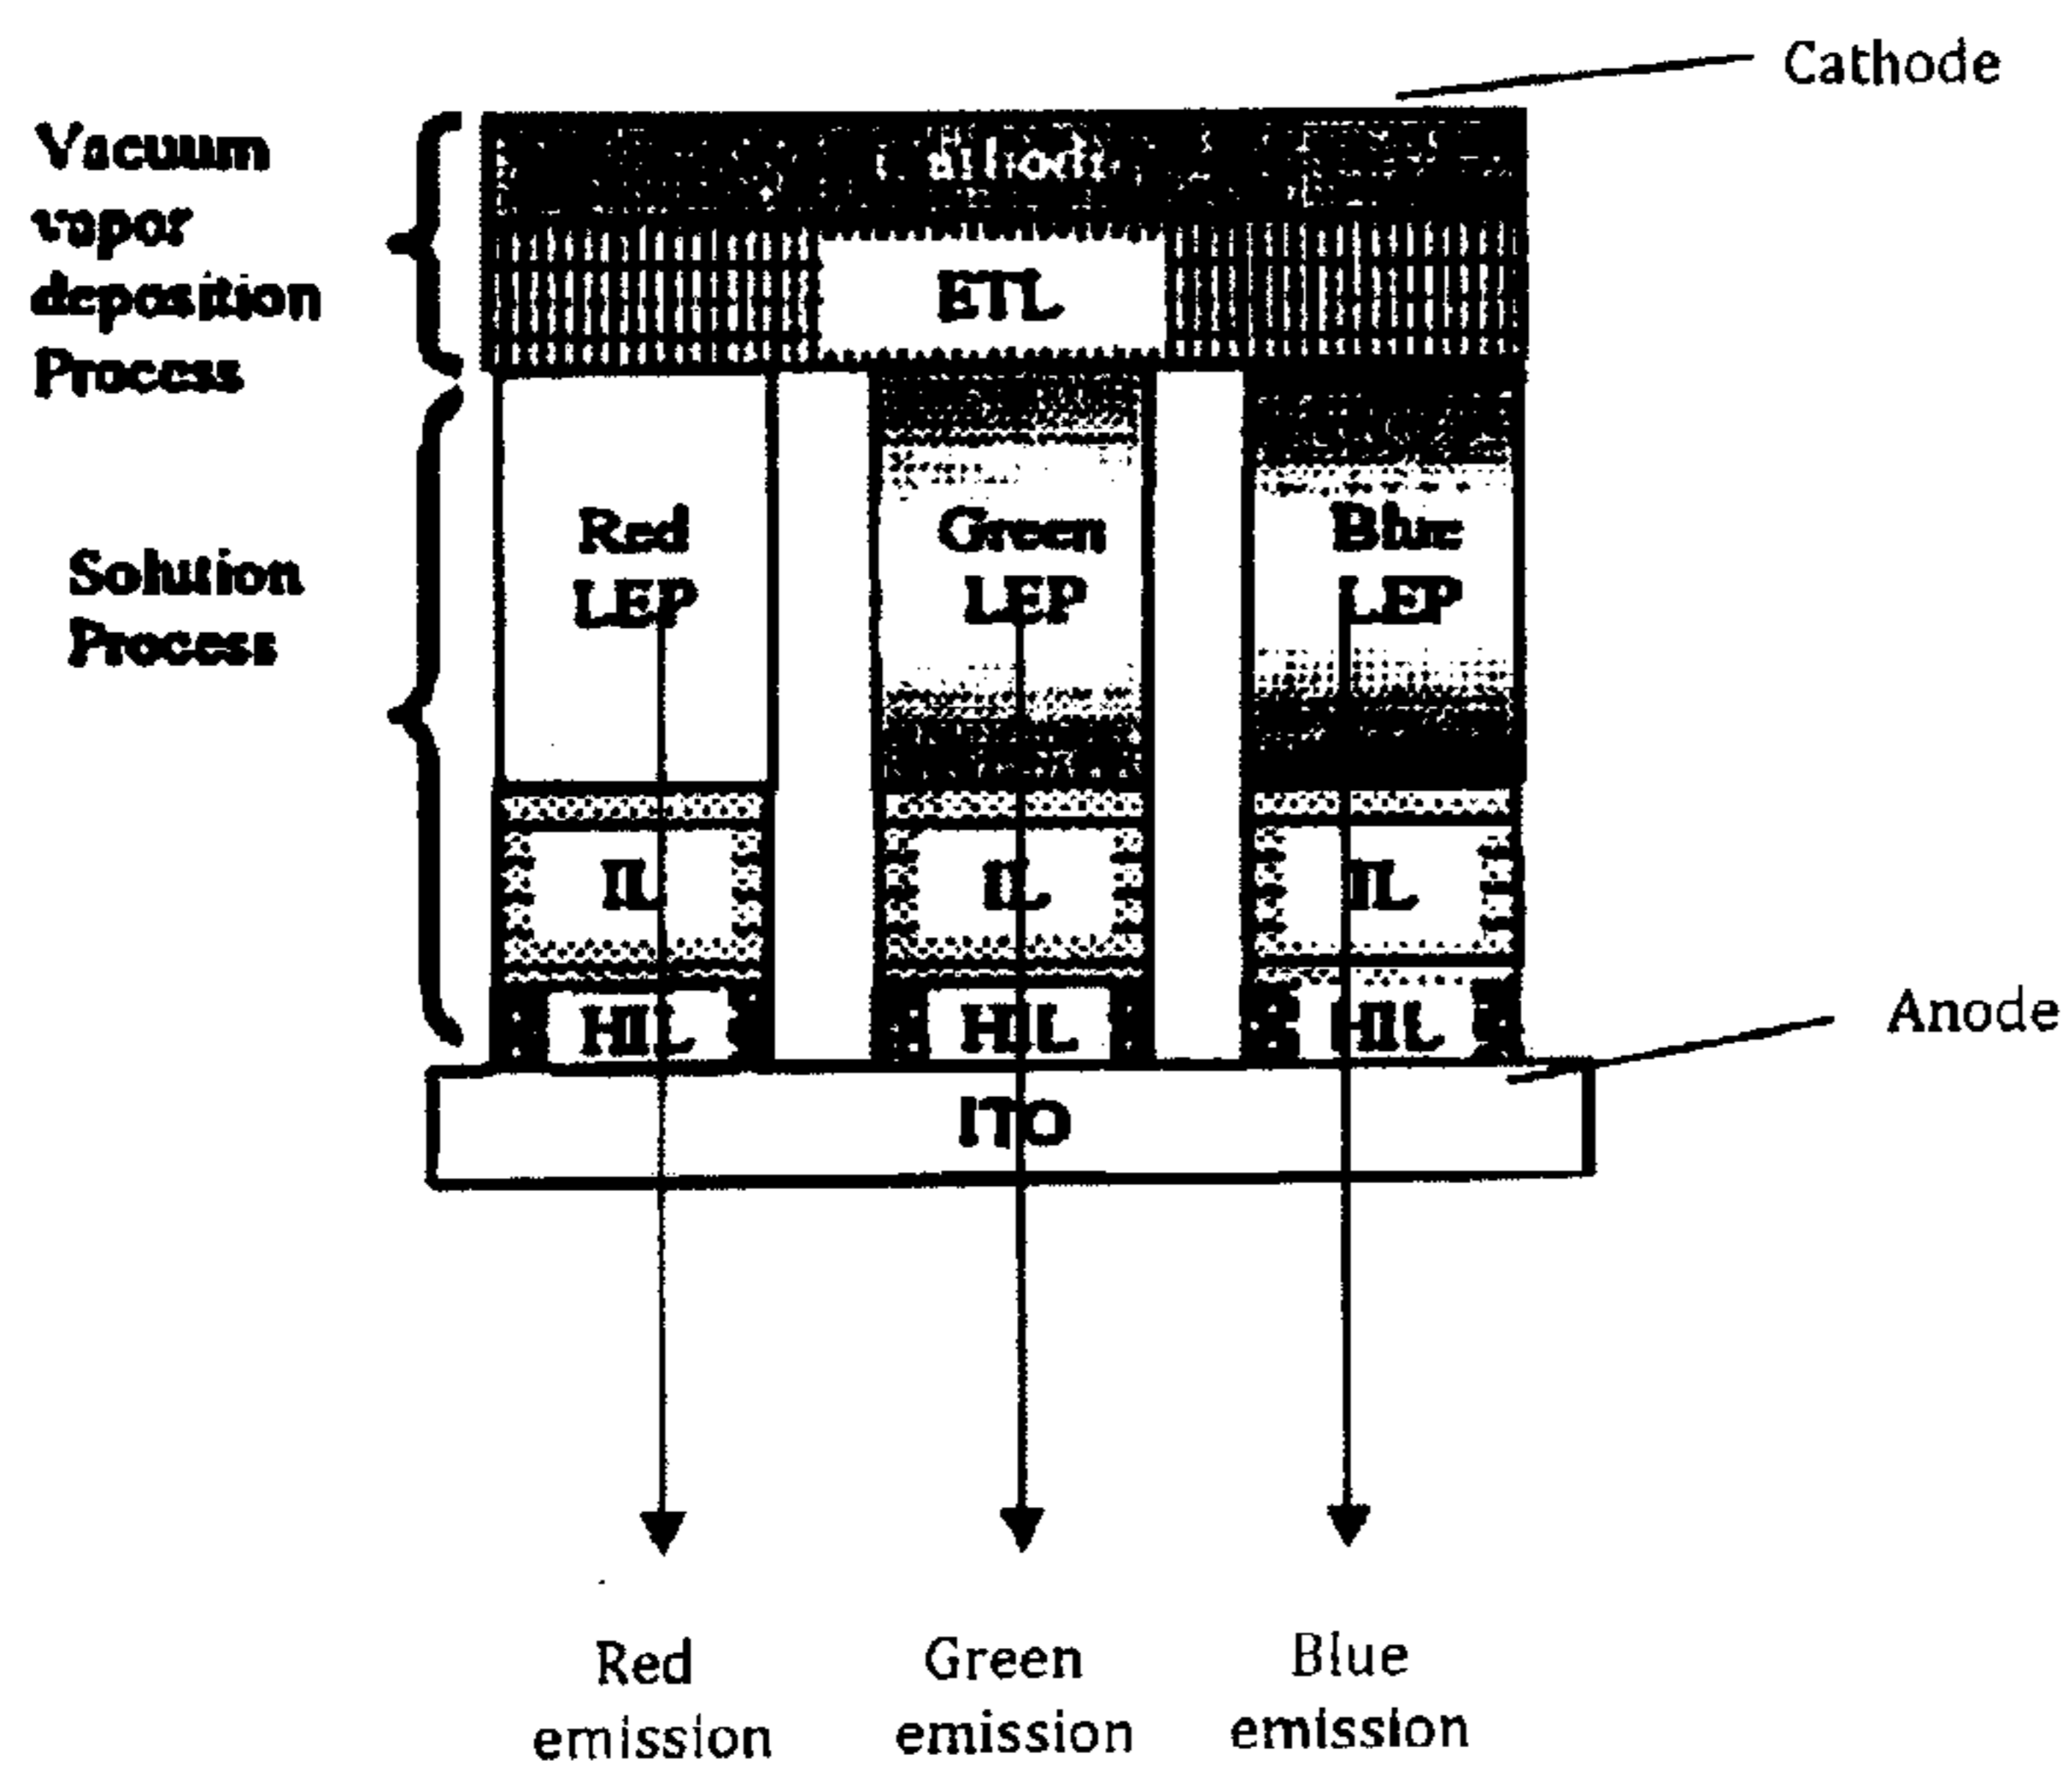 Cathode
Vacuum
vapor
deposition
Process
ETL
Solution
Process
Red
LEP
Green
LEP
Blue
LEP
IL
IL
IL
HIL
HIL
HIL
Anode
ITO
Red
emission
Green
emission
Blue
emission